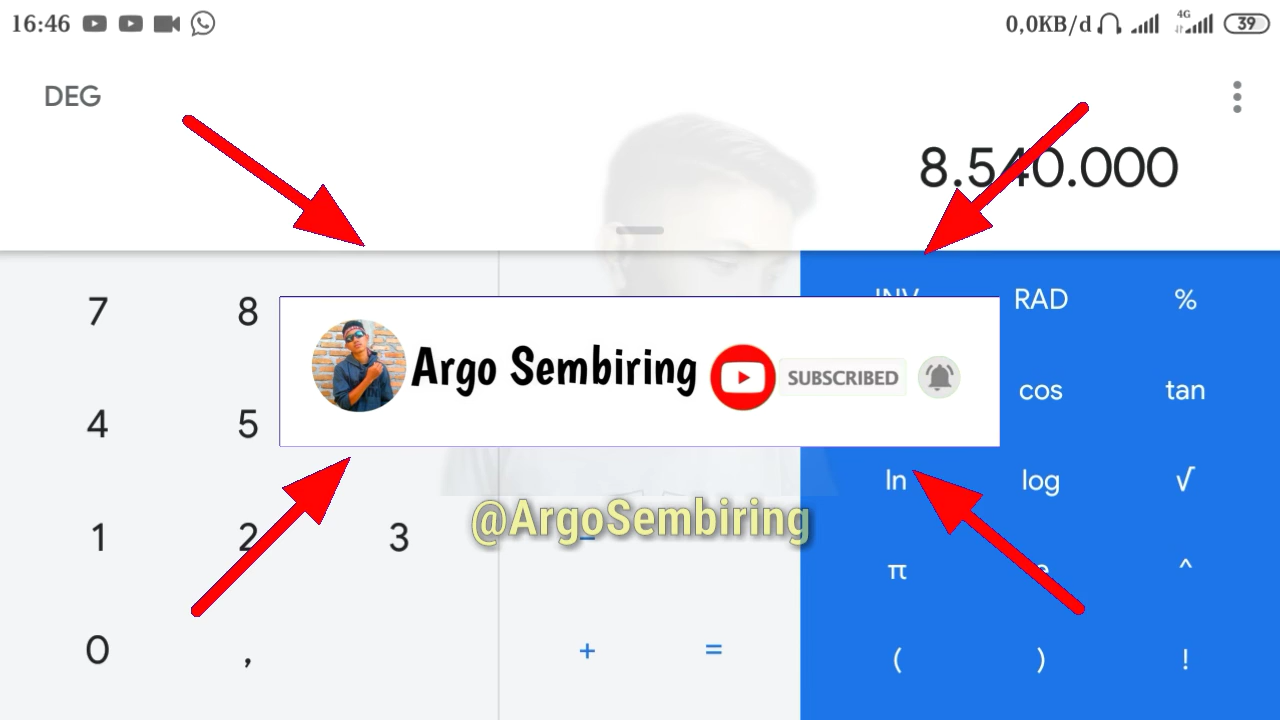 16:46 0,0KB/d 4G 39
DEG
8.540.000
7 8 INV RAD %
Argo Sembiring SUBSCRIBED
4 5 cos tan
ln log √
@ArgoSembiring
1 2 3 −
π e ^
0 , + = ( ) !